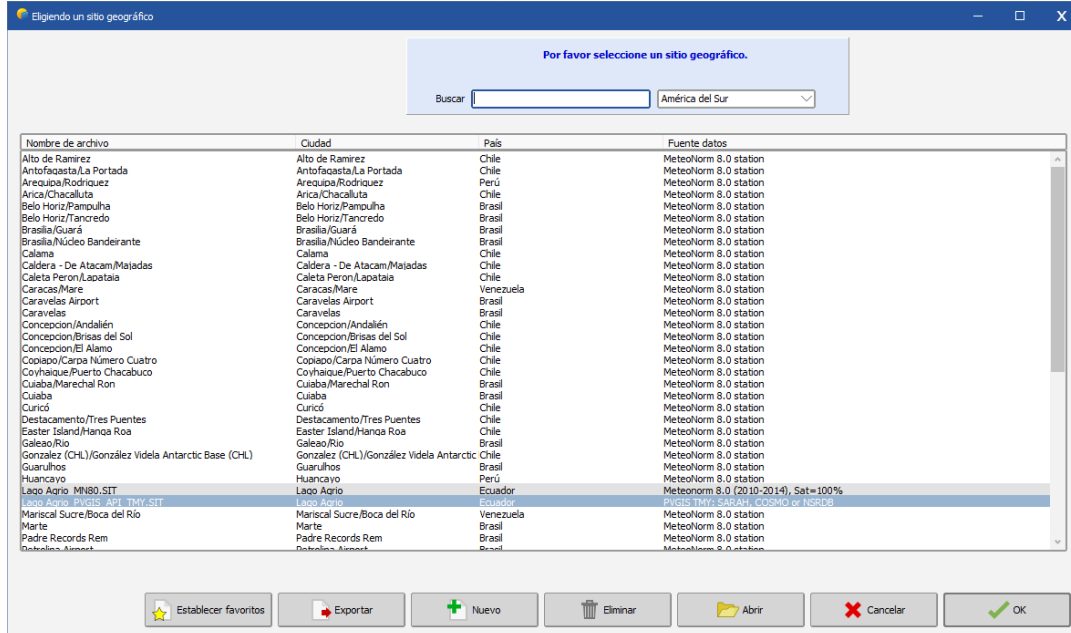 Eligiendo un sitio geográfico
Por favor seleccione un sitio geográfico.
Buscar América del Sur
Nombre de archivo Ciudad País Fuente datos
Alto de Ramirez Alto de Ramirez Chile MeteoNorm 8.0 station
Antofagasta/La Portada Antofagasta/La Portada Chile MeteoNorm 8.0 station
Arequipa/Rodriguez Arequipa/Rodriguez Perú MeteoNorm 8.0 station
Arica/Chacalluta Arica/Chacalluta Chile MeteoNorm 8.0 station
Belo Horiz/Pampulha Belo Horiz/Pampulha Brasil MeteoNorm 8.0 station
Belo Horiz/Tancredo Belo Horiz/Tancredo Brasil MeteoNorm 8.0 station
Brasilia/Guará Brasilia/Guará Brasil MeteoNorm 8.0 station
Brasilia/Núcleo Bandeirante Brasilia/Núcleo Bandeirante Brasil MeteoNorm 8.0 station
Calama Calama Chile MeteoNorm 8.0 station
Caldera - De Atacam/Majadas Caldera - De Atacam/Majadas Chile MeteoNorm 8.0 station
Caleta Peron/Lapataia Caleta Peron/Lapataia Chile MeteoNorm 8.0 station
Caracas/Mare Caracas/Mare Venezuela MeteoNorm 8.0 station
Caravelas Airport Caravelas Airport Brasil MeteoNorm 8.0 station
Caravelas Caravelas Brasil MeteoNorm 8.0 station
Concepcion/Andalién Concepcion/Andalién Chile MeteoNorm 8.0 station
Concepcion/Brisas del Sol Concepcion/Brisas del Sol Chile MeteoNorm 8.0 station
Concepcion/El Alamo Concepcion/El Alamo Chile MeteoNorm 8.0 station
Copiapo/Carpa Número Cuatro Copiapo/Carpa Número Cuatro Chile MeteoNorm 8.0 station
Coyhaique/Puerto Chacabuco Coyhaique/Puerto Chacabuco Chile MeteoNorm 8.0 station
Cuiaba/Marechal Ron Cuiaba/Marechal Ron Brasil MeteoNorm 8.0 station
Cuiaba Cuiaba Brasil MeteoNorm 8.0 station
Curicó Curicó Chile MeteoNorm 8.0 station
Destacamento/Tres Puentes Destacamento/Tres Puentes Chile MeteoNorm 8.0 station
Easter Island/Hanga Roa Easter Island/Hanga Roa Chile MeteoNorm 8.0 station
Galeao/Rio Galeao/Rio Brasil MeteoNorm 8.0 station
Gonzalez (CHL)/González Videla Antarctic Base (CHL) Gonzalez (CHL)/González Videla Antarctic Chile MeteoNorm 8.0 station
Guarulhos Guarulhos Brasil MeteoNorm 8.0 station
Huancayo Huancayo Perú MeteoNorm 8.0 station
Lago Agrio_MN80.SIT Lago Agrio Ecuador Meteonorm 8.0 (2010-2014), Sat=100%
Lago Agrio_PVGIS_API_TMY.SIT Lago Agrio Ecuador PVGIS TMY: SARAH, COSMO or NSRDB
Mariscal Sucre/Boca del Río Mariscal Sucre/Boca del Río Venezuela MeteoNorm 8.0 station
Marte Marte Brasil MeteoNorm 8.0 station
Padre Records Rem Padre Records Rem Brasil MeteoNorm 8.0 station
Petrolina Airport Petrolina Airport Brasil MeteoNorm 8.0 station
Establecer favoritos Exportar Nuevo Eliminar Abrir Cancelar OK